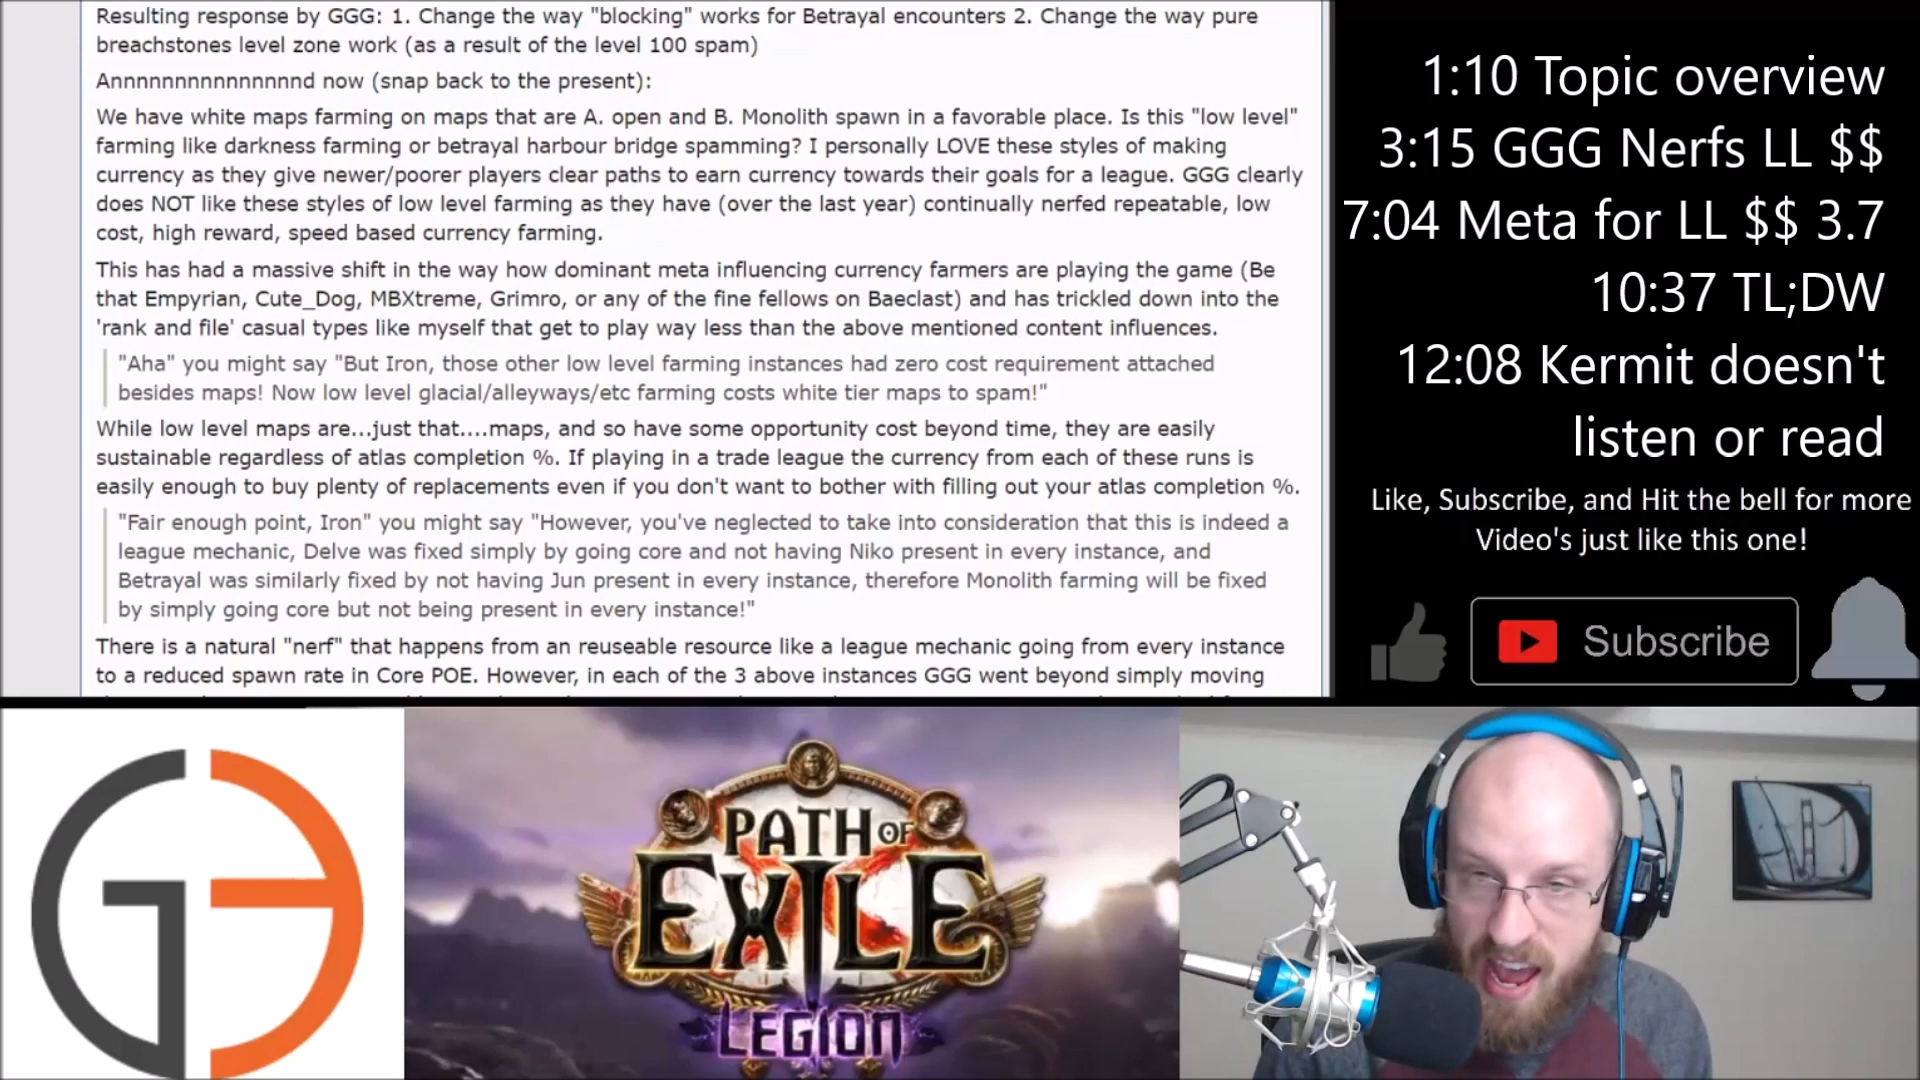 Resulting response by GGG: 1. Change the way "blocking" works for Betrayal encounters 2. Change the way pure
breachstones level zone work (as a result of the level 100 spam)
Annnnnnnnnnnnnnnd now (snap back to the present):
We have white maps farming on maps that are A. open and B. Monolith spawn in a favorable place. Is this "low level"
farming like darkness farming or betrayal harbour bridge spamming? I personally LOVE these styles of making
currency as they give newer/poorer players clear paths to earn currency towards their goals for a league. GGG clearly
does NOT like these styles of low level farming as they have (over the last year) continually nerfed repeatable, low
cost, high reward, speed based currency farming.
This has had a massive shift in the way how dominant meta influencing currency farmers are playing the game (Be
that Empyrian, Cute_Dog, MBXtreme, Grimro, or any of the fine fellows on Baeclast) and has trickled down into the
'rank and file' casual types like myself that get to play way less than the above mentioned content influences.
"Aha" you might say "But Iron, those other low level farming instances had zero cost requirement attached
besides maps! Now low level glacial/alleyways/etc farming costs white tier maps to spam!"
While low level maps are...just that....maps, and so have some opportunity cost beyond time, they are easily
sustainable regardless of atlas completion %. If playing in a trade league the currency from each of these runs is
easily enough to buy plenty of replacements even if you don't want to bother with filling out your atlas completion %.
"Fair enough point, Iron" you might say "However, you've neglected to take into consideration that this is indeed a
league mechanic, Delve was fixed simply by going core and not having Niko present in every instance, and
Betrayal was similarly fixed by not having Jun present in every instance, therefore Monolith farming will be fixed
by simply going core but not being present in every instance!"
There is a natural "nerf" that happens from an reuseable resource like a league mechanic going from every instance
to a reduced spawn rate in Core POE. However, in each of the 3 above instances GGG went beyond simply moving
1:10 Topic overview
3:15 GGG Nerfs LL $$
7:04 Meta for LL $$ 3.7
10:37 TL;DW
12:08 Kermit doesn't
listen or read
Like, Subscribe, and Hit the bell for more
Video's just like this one!
Subscribe
PATH OF
EXILE
LEGION